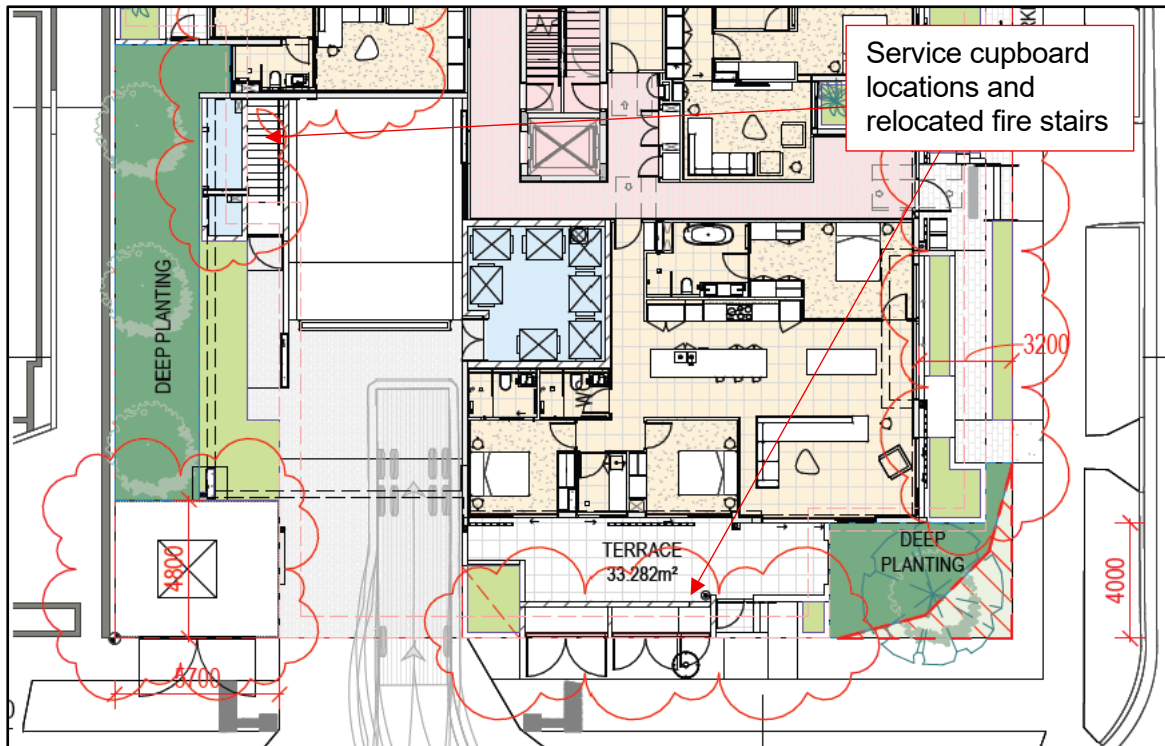 Service cupboard
locations and
relocated fire stairs
DEEP PLANTING
3200
TERRACE
33.282m²
DEEP
PLANTING
4800
4000
5700